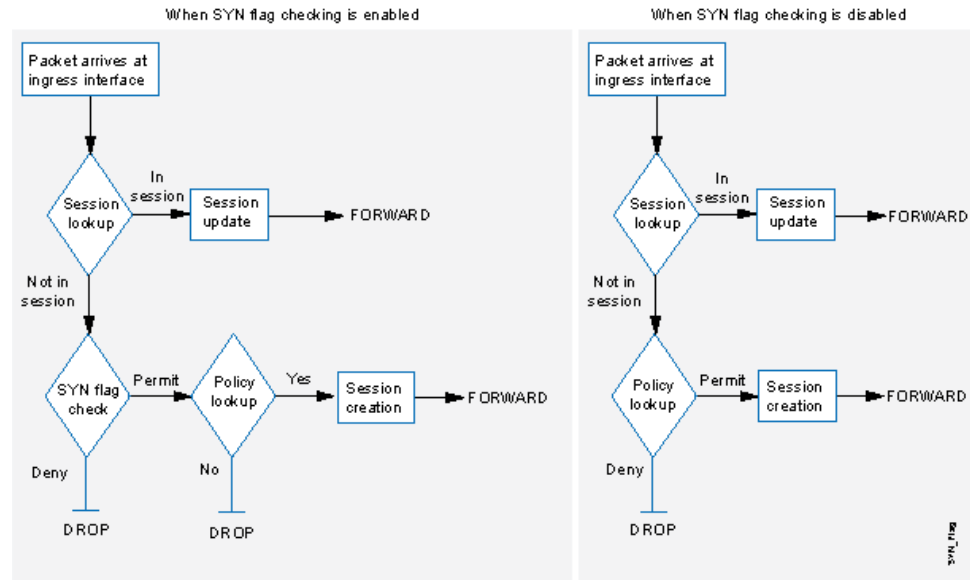 When SYN flag checking is enabled
Packet arrives at
ingress interface
Session
lookup
In
session
Session
update
FORWARD
Not in
session
SYN flag
check
Permit
Policy
lookup
Yes
Session
creation
FORWARD
Deny
DROP
No
DROP
When SYN flag checking is disabled
Packet arrives at
ingress interface
Session
lookup
In
session
Session
update
FORWARD
Not in
session
Policy
lookup
Permit
Session
creation
FORWARD
Deny
DROP
SYN_flag